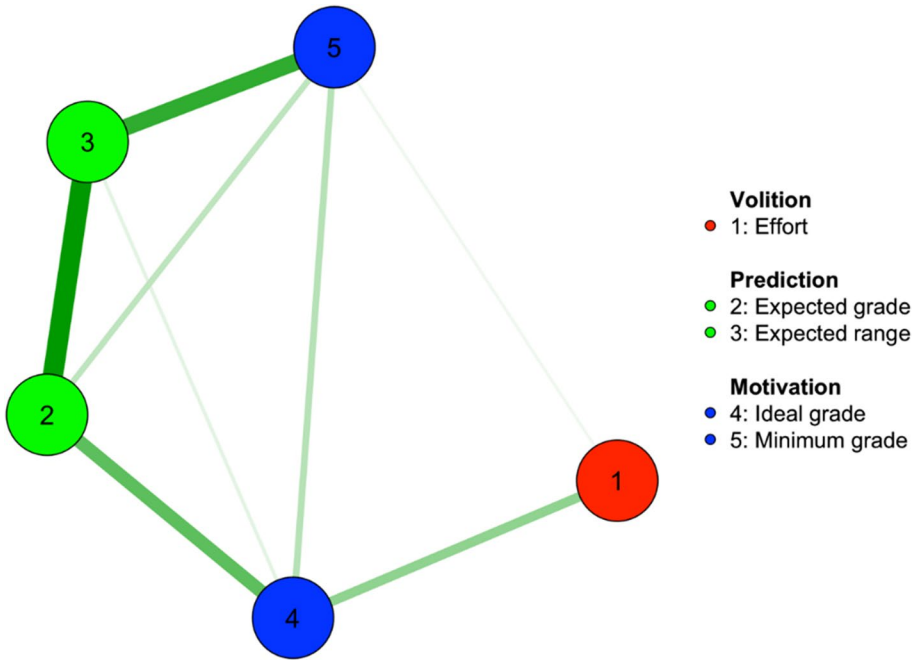 5
3
2
4
1
Volition
1: Effort
Prediction
2: Expected grade
3: Expected range
Motivation
4: Ideal grade
5: Minimum grade